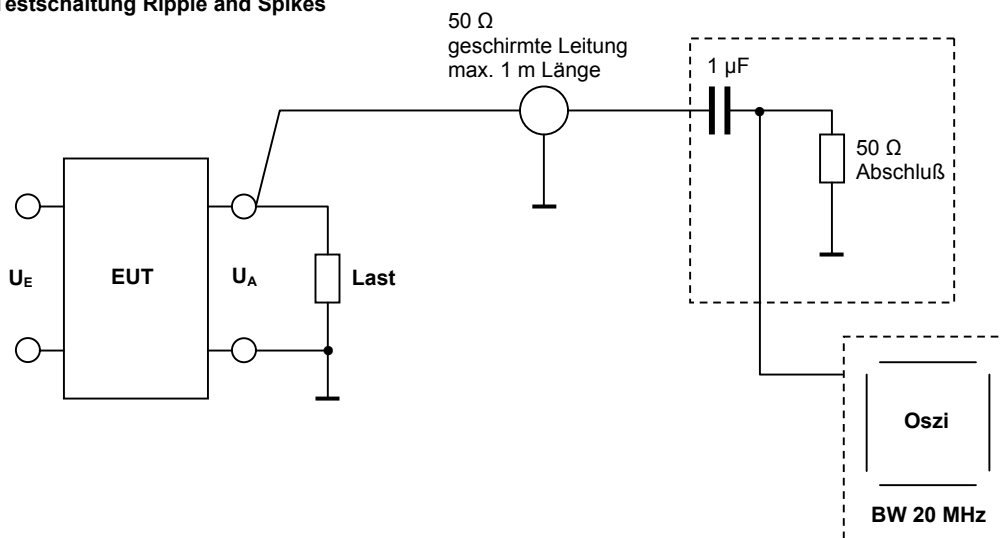 Testschaltung Ripple and Spikes
50 Ω
geschirmte Leitung
max. 1 m Länge
1 µF
50 Ω
Abschluß
UE
EUT
UA
Last
Oszi
BW 20 MHz